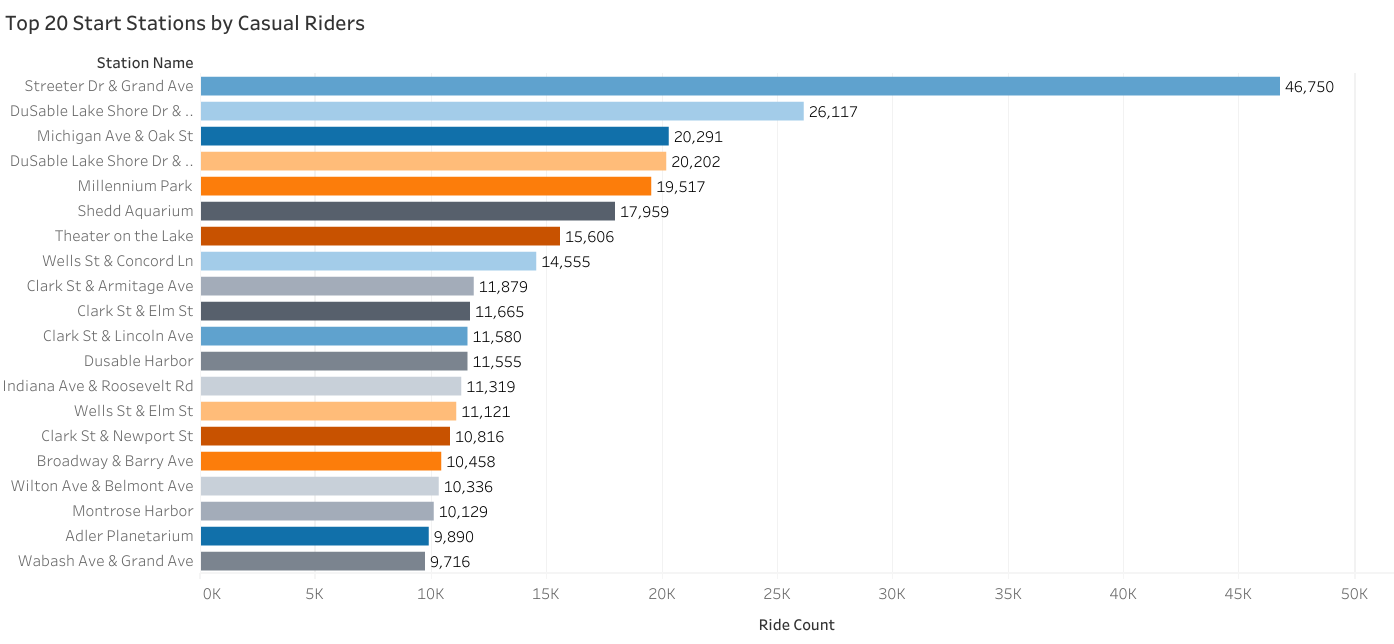 Top 20 Start Stations by Casual Riders
Station Name
Streeter Dr & Grand Ave 46,750
DuSable Lake Shore Dr & .. 26,117
Michigan Ave & Oak St 20,291
DuSable Lake Shore Dr & .. 20,202
Millennium Park 19,517
Shedd Aquarium 17,959
Theater on the Lake 15,606
Wells St & Concord Ln 14,555
Clark St & Armitage Ave 11,879
Clark St & Elm St 11,665
Clark St & Lincoln Ave 11,580
Dusable Harbor 11,555
Indiana Ave & Roosevelt Rd 11,319
Wells St & Elm St 11,121
Clark St & Newport St 10,816
Broadway & Barry Ave 10,458
Wilton Ave & Belmont Ave 10,336
Montrose Harbor 10,129
Adler Planetarium 9,890
Wabash Ave & Grand Ave 9,716
0K 5K 10K 15K 20K 25K 30K 35K 40K 45K 50K
Ride Count